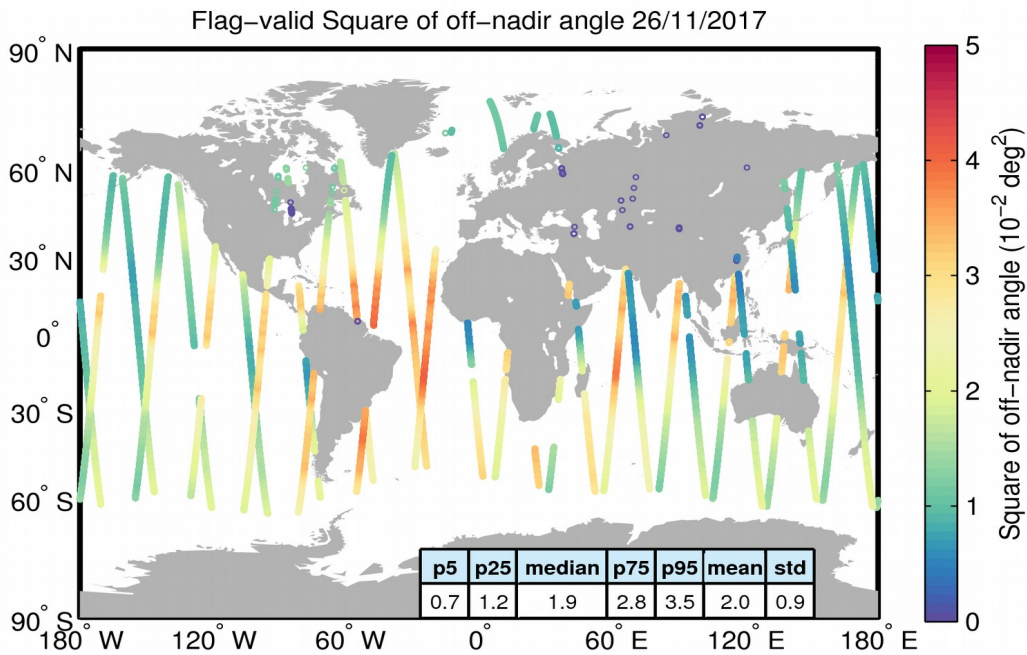 Flag-valid Square of off-nadir angle 26/11/2017
90° N
60° N
30° N
0°
30° S
60° S
90° S
180° W
120° W
60° W
0°
60° E
120° E
180° E
p5 p25 median p75 p95 mean std
0.7 1.2 1.9 2.8 3.5 2.0 0.9
5
4
3
2
1
0
Square of off-nadir angle (10⁻² deg²)